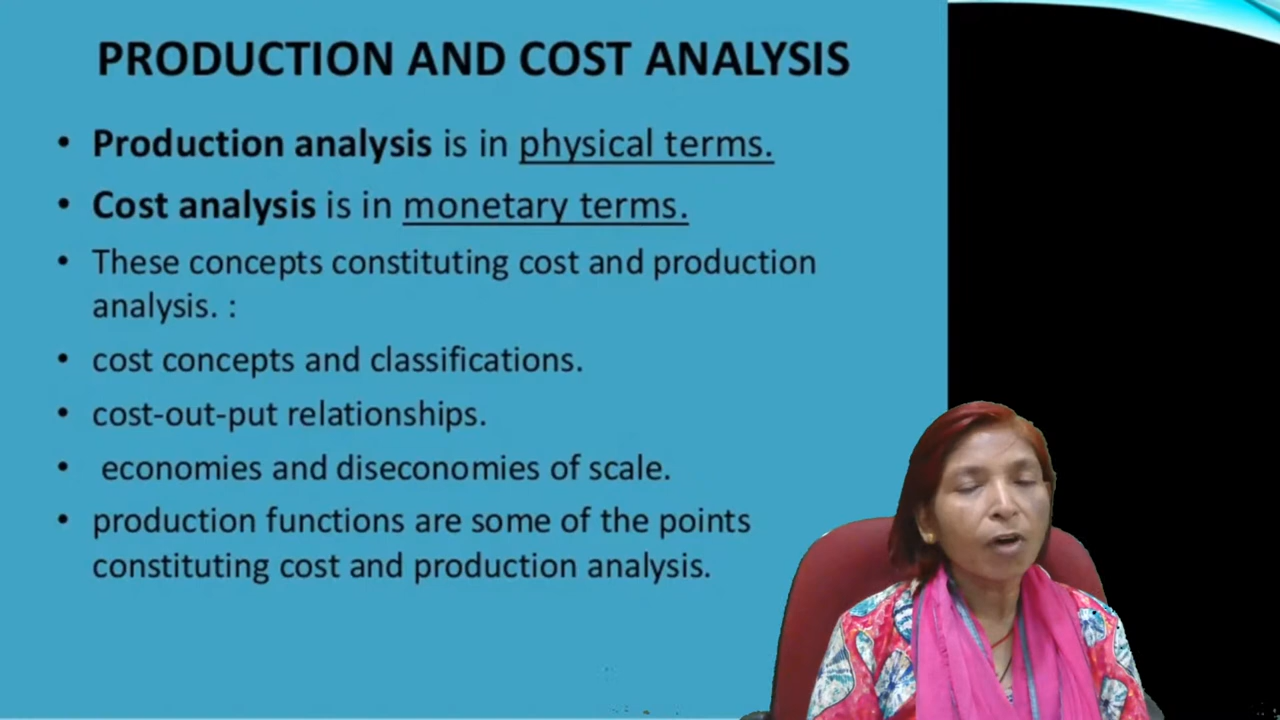 PRODUCTION AND COST ANALYSIS
• Production analysis is in physical terms.
• Cost analysis is in monetary terms.
• These concepts constituting cost and production
analysis. :
• cost concepts and classifications.
• cost-out-put relationships.
• economies and diseconomies of scale.
• production functions are some of the points
constituting cost and production analysis.